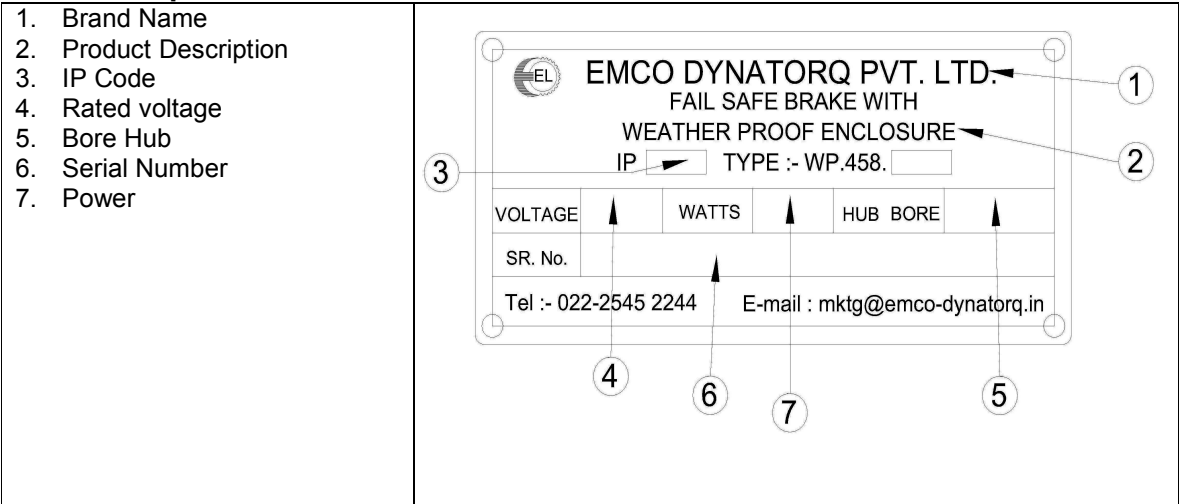 1. Brand Name
2. Product Description
3. IP Code
4. Rated voltage
5. Bore Hub
6. Serial Number
7. Power
EL
EMCO DYNATORQ PVT. LTD.
FAIL SAFE BRAKE WITH
WEATHER PROOF ENCLOSURE
IP TYPE :- WP.458.
VOLTAGE WATTS HUB BORE
SR. No.
Tel :- 022-2545 2244 E-mail : mktg@emco-dynatorq.in
1
2
3
4
6
7
5